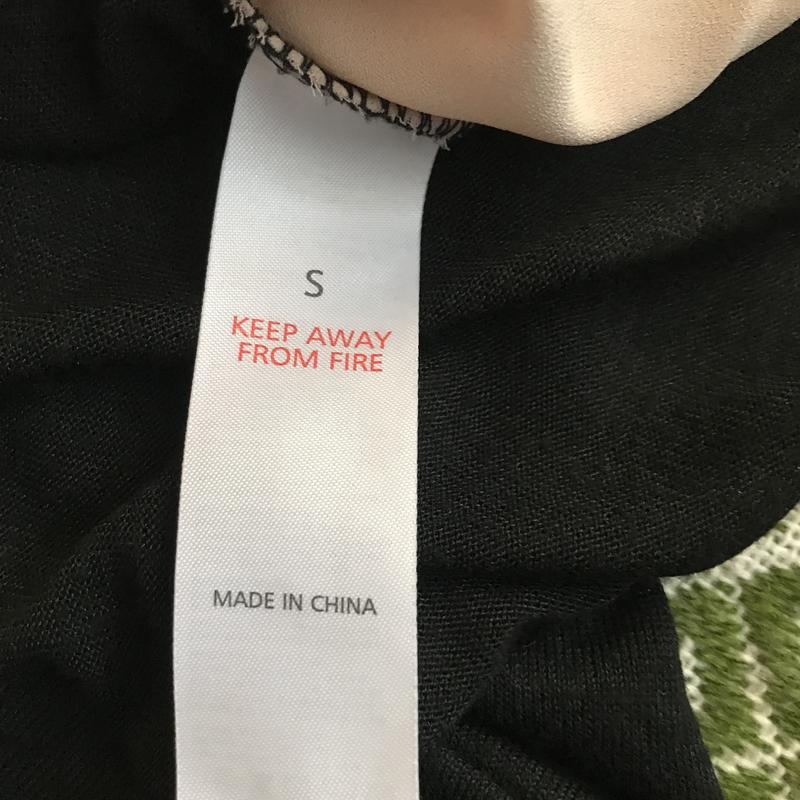 S
KEEP AWAY
FROM FIRE
MADE IN CHINA